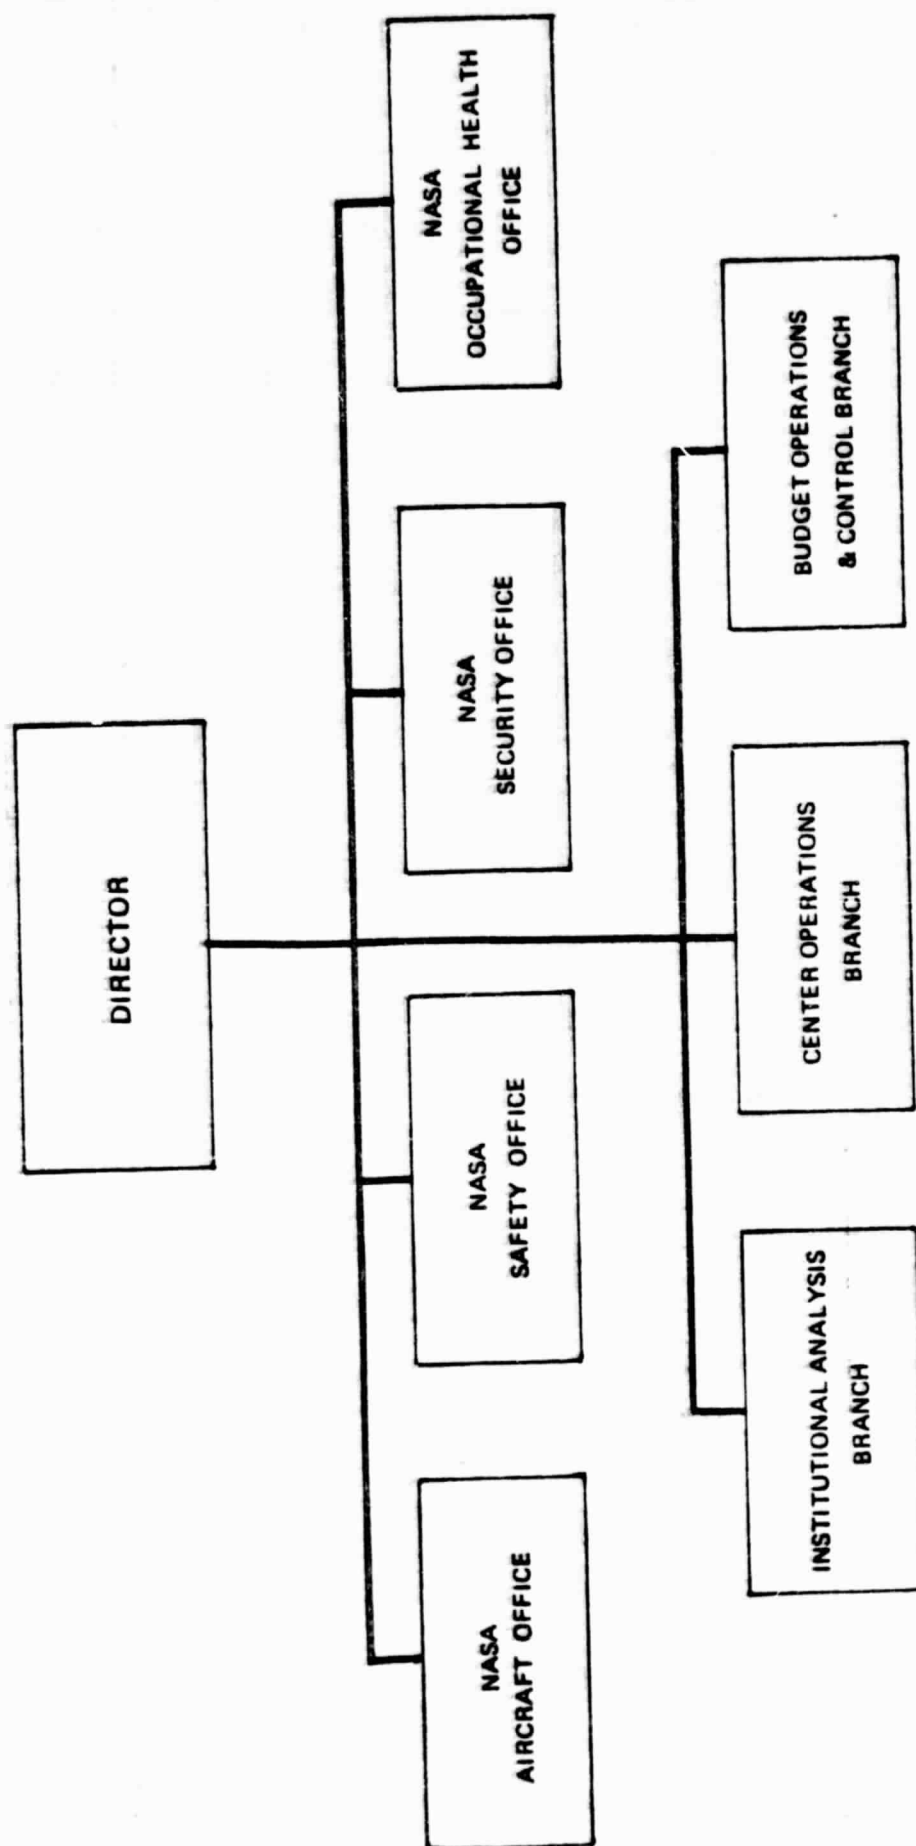 DIRECTOR
NASA
AIRCRAFT OFFICE
NASA
SAFETY OFFICE
NASA
SECURITY OFFICE
NASA
OCCUPATIONAL HEALTH
OFFICE
INSTITUTIONAL ANALYSIS
BRANCH
CENTER OPERATIONS
BRANCH
BUDGET OPERATIONS
& CONTROL BRANCH